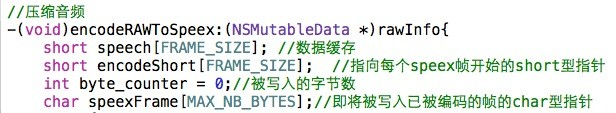 //压缩音频
-(void)encodeRAWToSpeex:(NSMutableData *)rawInfo{
    short speech[FRAME_SIZE]; //数据缓存
    short encodeShort[FRAME_SIZE];  //指向每个speex帧开始的short型指针
    int byte_counter = 0;//被写入的字节数
    char speexFrame[MAX_NB_BYTES];//即将被写入已被编码的帧的char型指针